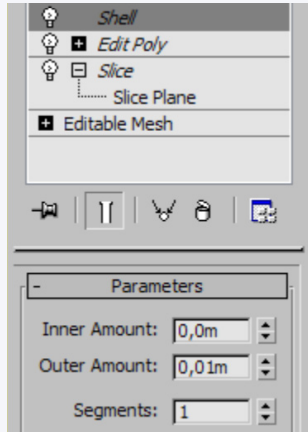 Shell
Edit Poly
Slice
Slice Plane
Editable Mesh
- Parameters
Inner Amount: 0,0m
Outer Amount: 0,01m
Segments: 1